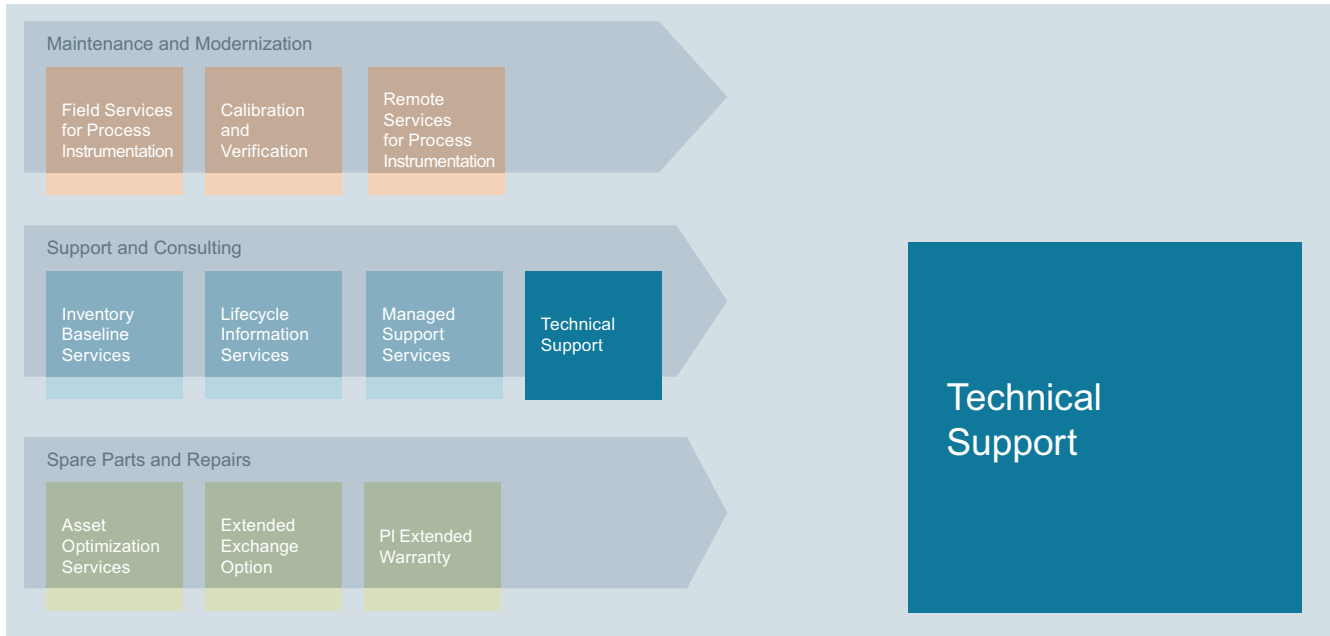 Maintenance and Modernization
Field Services
for Process
Instrumentation
Calibration
and
Verification
Remote
Services
for Process
Instrumentation
Support and Consulting
Inventory
Baseline
Services
Lifecycle
Information
Services
Managed
Support
Services
Technical
Support
Spare Parts and Repairs
Asset
Optimization
Services
Extended
Exchange
Option
PI Extended
Warranty
Technical
Support